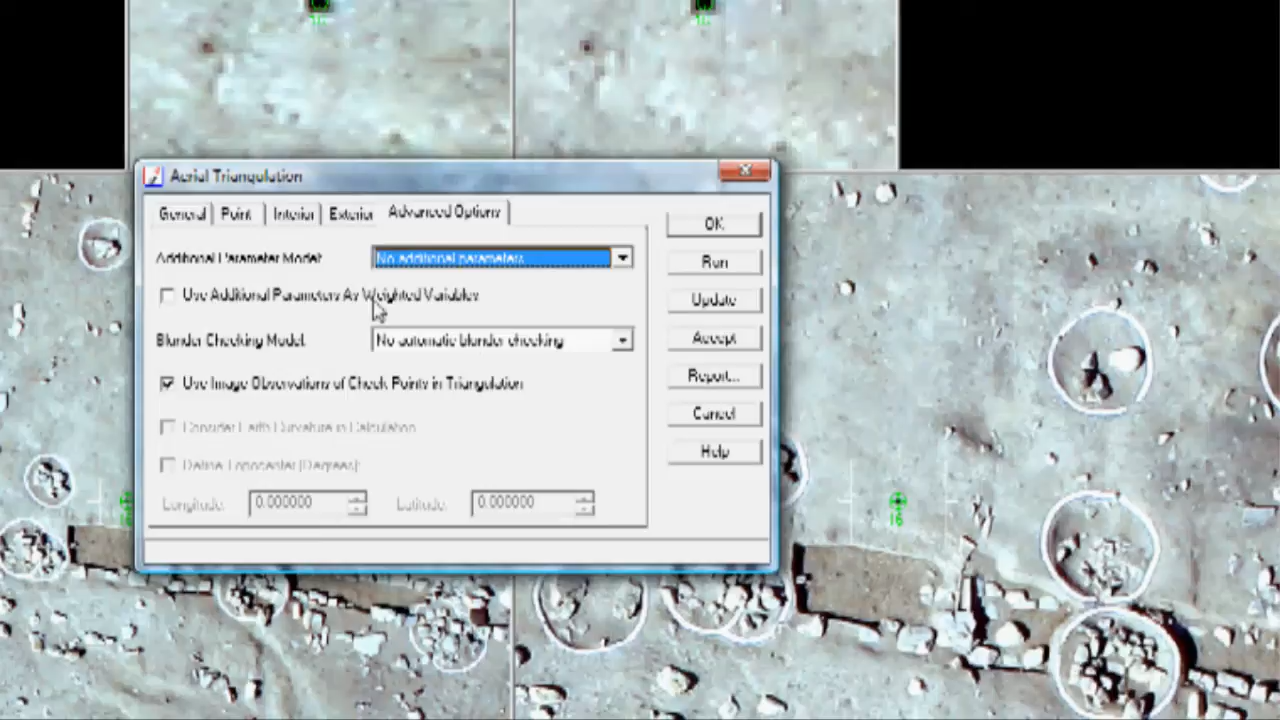 Aerial Triangulation
General Point Interior Exterior Advanced Options
Additional Parameter Model: No additional parameters
Use Additional Parameters As Weighted Variables
Blunder Checking Model: No automatic blunder checking
Use Image Observations of Check Points in Triangulation
Consider Earth Curvature in Calculation
Define Topocenter (Degrees):
Longitude: 0.000000 Latitude: 0.000000
OK
Run
Update
Accept
Report...
Cancel
Help